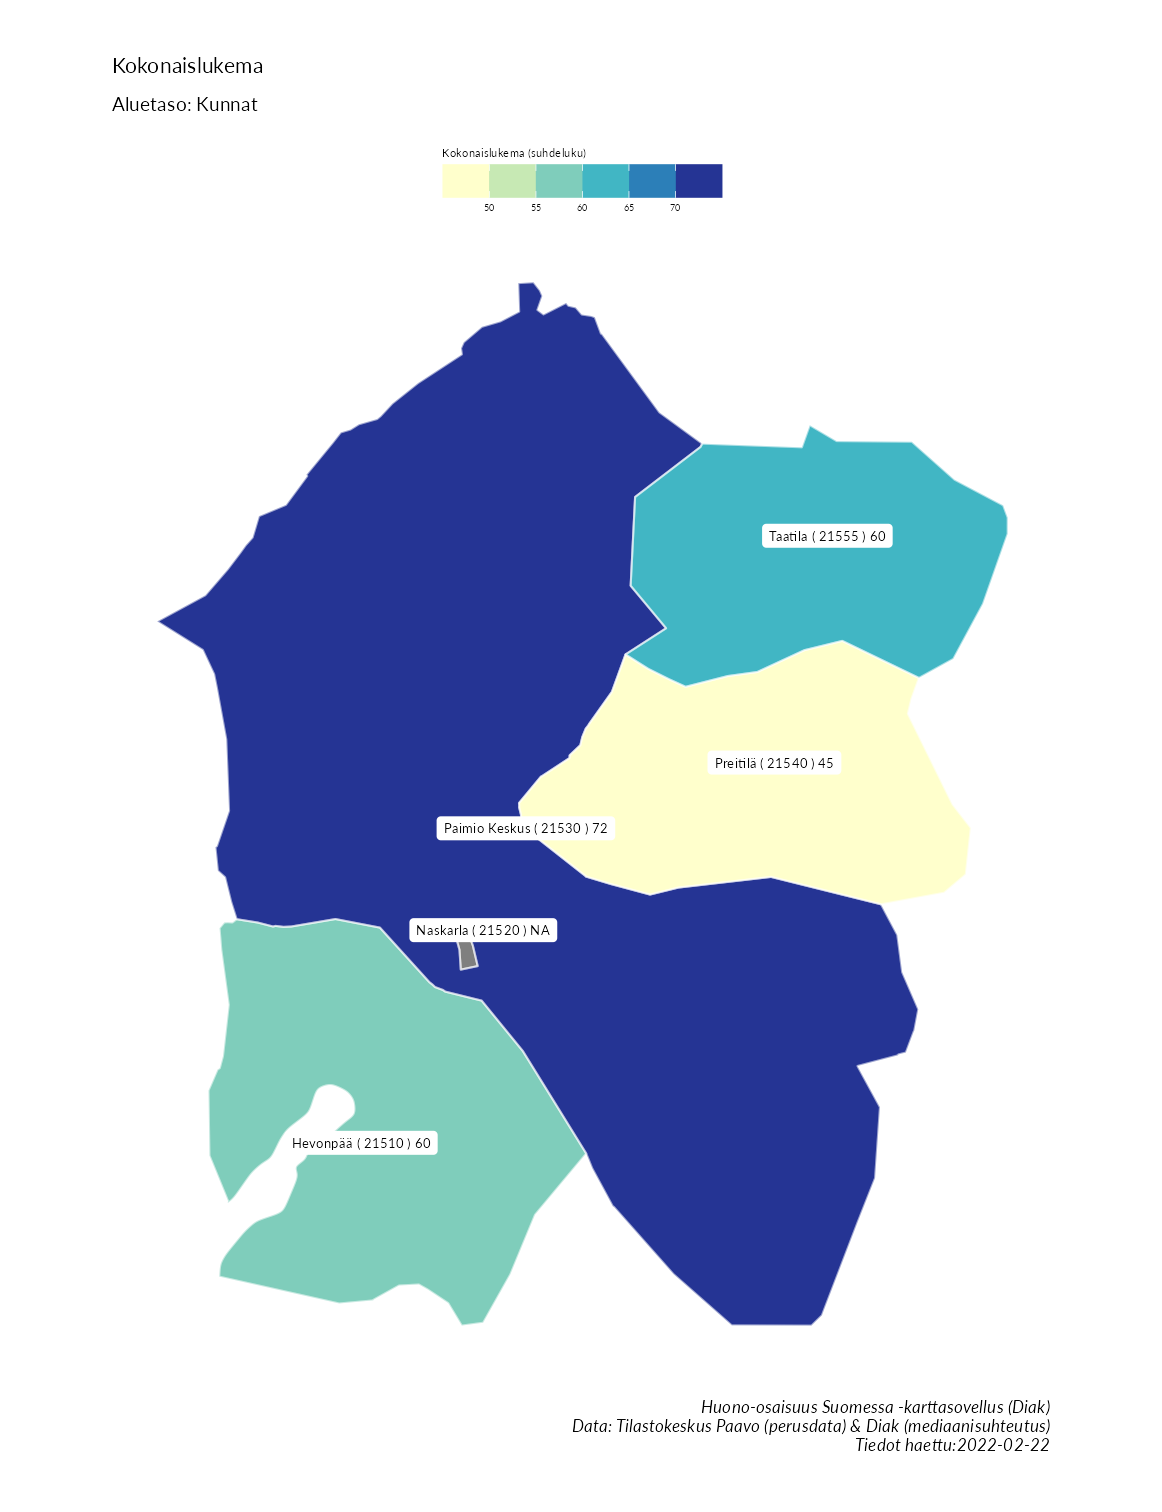 Kokonaislukema
Aluetaso: Kunnat
Kokonaislukema (suhdeluku)
50 55 60 65 70
Taatila ( 21555 ) 60
Preitilä ( 21540 ) 45
Paimio Keskus ( 21530 ) 72
Naskarla ( 21520 ) NA
Hevonpää ( 21510 ) 60
Huono-osaisuus Suomessa -karttasovellus (Diak)
Data: Tilastokeskus Paavo (perusdata) & Diak (mediaanisuhteutus)
Tiedot haettu:2022-02-22